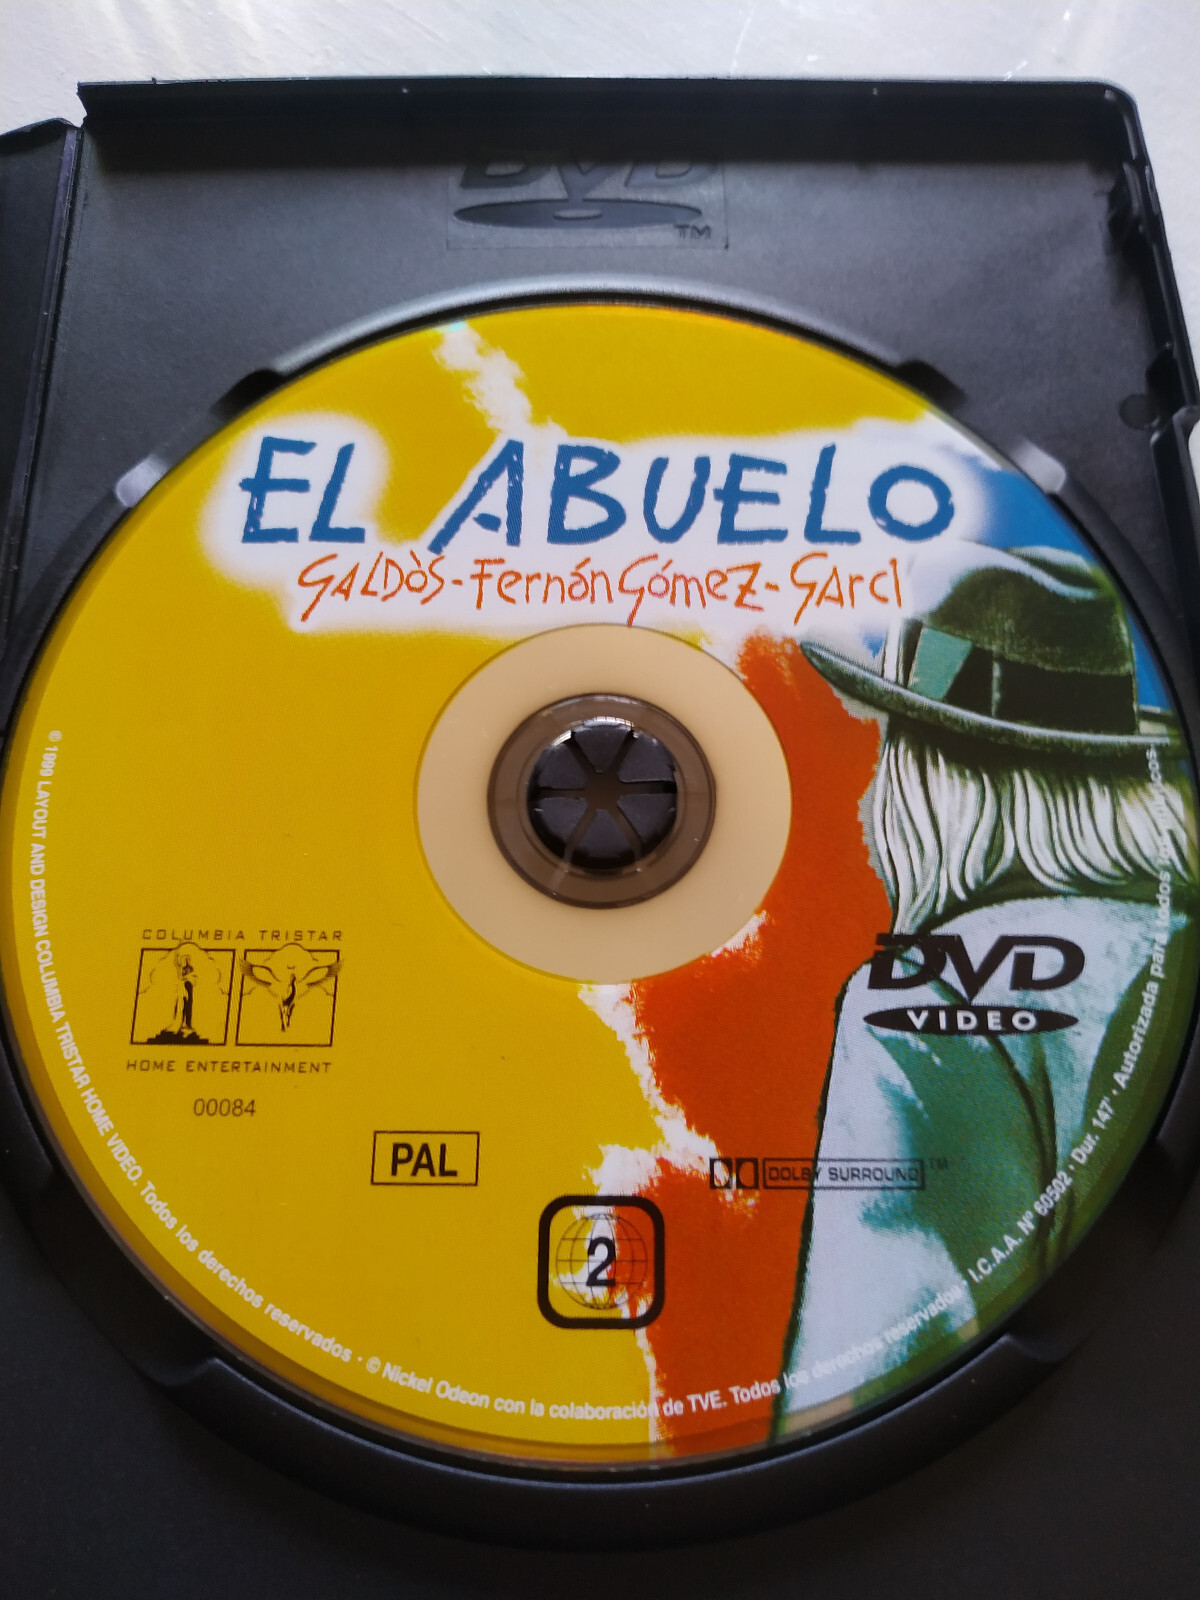 DVD
TM
EL ABUELO
GALDÒS-Fernán Gómez-GArcI
COLUMBIA TRISTAR
HOME ENTERTAINMENT
00084
DVD
VIDEO
PAL
DOLBY SURROUND TM
2
© 1999 LAYOUT AND DESIGN COLUMBIA TRISTAR HOME VIDEO. Todos los derechos reservados · © Nickel Odeon con la colaboración de TVE. Todos los derechos reservados · I.C.A.A. Nº 60502 · Dur. 147' · Autorizada para todos los públicos